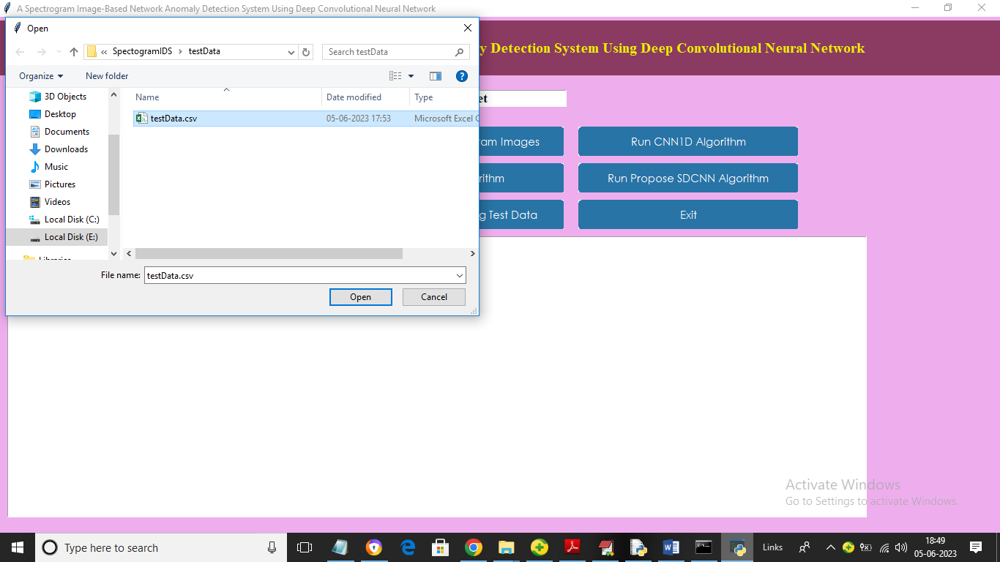 A Spectrogram Image-Based Network Anomaly Detection System Using Deep Convolutional Neural Network
Open
« SpectogramIDS › testData
Search testData
y Detection System Using Deep Convolutional Neural Network
Organize
New folder
?
3D Objects
Desktop
Documents
Downloads
Music
Pictures
Videos
Local Disk (C:)
Local Disk (E:)
Libraries
Name Date modified Type
testData.csv 05-06-2023 17:53 Microsoft Excel C
File name: testData.csv
Open Cancel
et
am Images
Run CNN1D Algorithm
rithm
Run Propose SDCNN Algorithm
g Test Data
Exit
Activate Windows
Go to Settings to activate Windows.
Type here to search
Links
18:49
05-06-2023